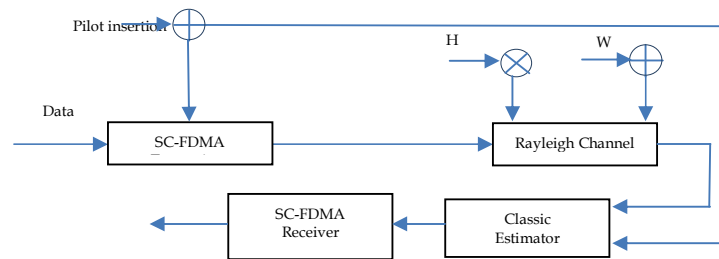 Pilot insertion
H
W
Data
SC-FDMA
Rayleigh Channel
SC-FDMA
Receiver
Classic
Estimator